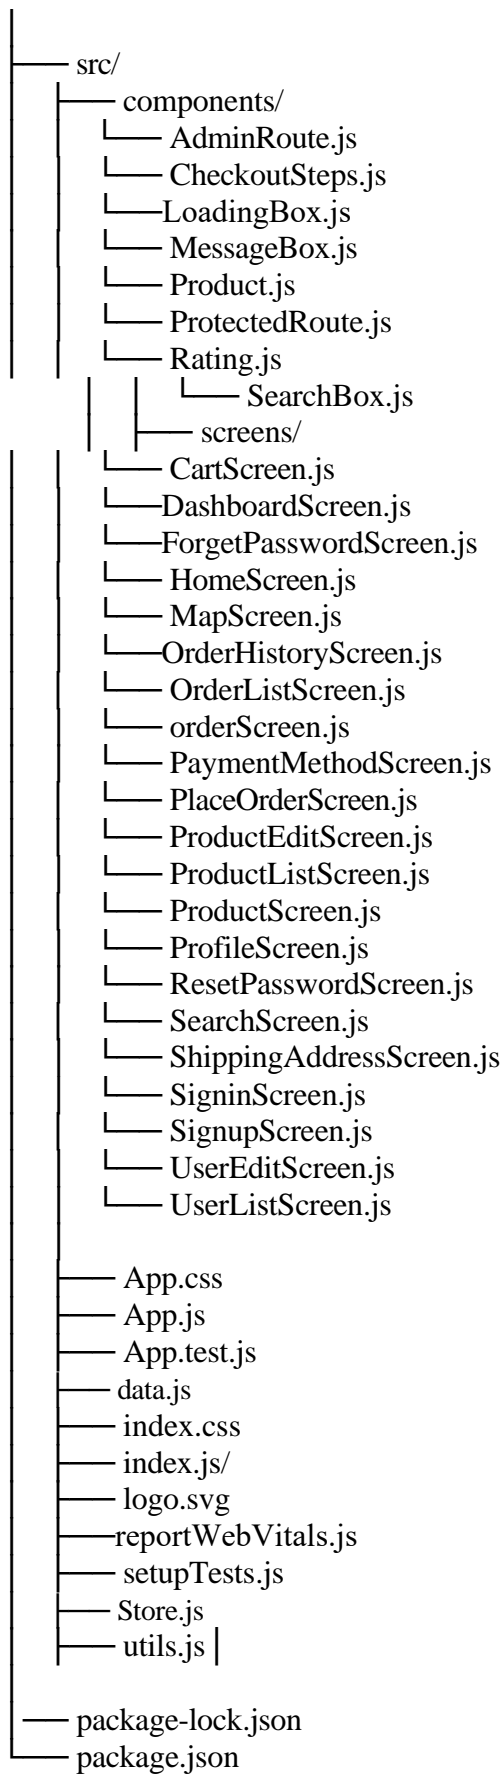 src/
components/
AdminRoute.js
CheckoutSteps.js
LoadingBox.js
MessageBox.js
Product.js
ProtectedRoute.js
Rating.js
SearchBox.js
screens/
CartScreen.js
DashboardScreen.js
ForgetPasswordScreen.js
HomeScreen.js
MapScreen.js
OrderHistoryScreen.js
OrderListScreen.js
orderScreen.js
PaymentMethodScreen.js
PlaceOrderScreen.js
ProductEditScreen.js
ProductListScreen.js
ProductScreen.js
ProfileScreen.js
ResetPasswordScreen.js
SearchScreen.js
ShippingAddressScreen.js
SigninScreen.js
SignupScreen.js
UserEditScreen.js
UserListScreen.js
App.css
App.js
App.test.js
data.js
index.css
index.js/
logo.svg
reportWebVitals.js
setupTests.js
Store.js
utils.js
package-lock.json
package.json